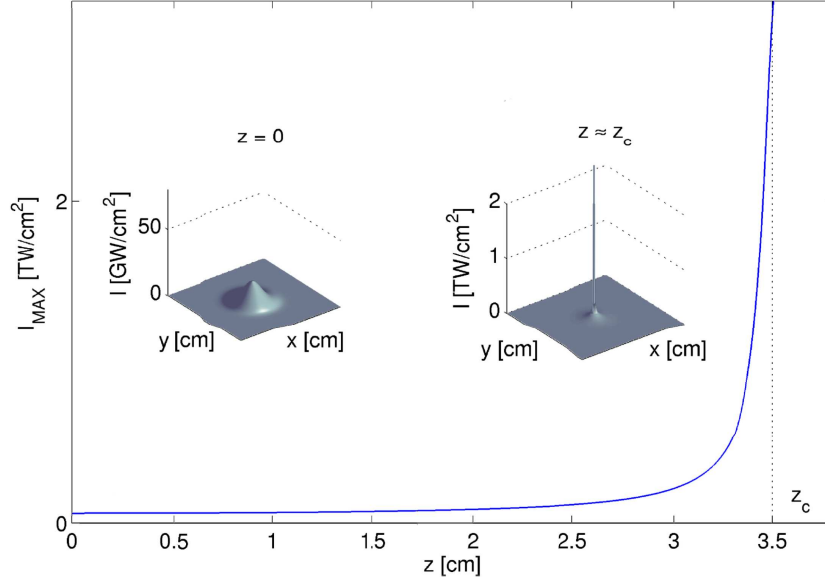 z = 0
z ≈ z_c
I_MAX [TW/cm²]
2
0
I [GW/cm²]
50
0
y [cm]
x [cm]
I [TW/cm²]
2
1
0
y [cm]
x [cm]
z_c
0 0.5 1 1.5 2 2.5 3 3.5
z [cm]